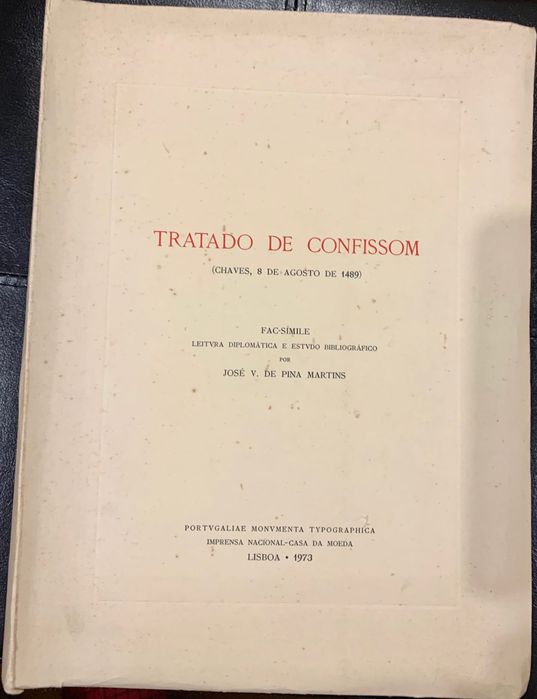 TRATADO DE CONFISSOM
(CHAVES, 8 DE AGOSTO DE 1489)
FAC-SÍMILE
LEITVRA DIPLOMÁTICA E ESTVDO BIBLIOGRÁFICO
POR
JOSÉ V. DE PINA MARTINS
PORTVGALIAE MONVMENTA TYPOGRAPHICA
IMPRENSA NACIONAL-CASA DA MOEDA
LISBOA • 1973